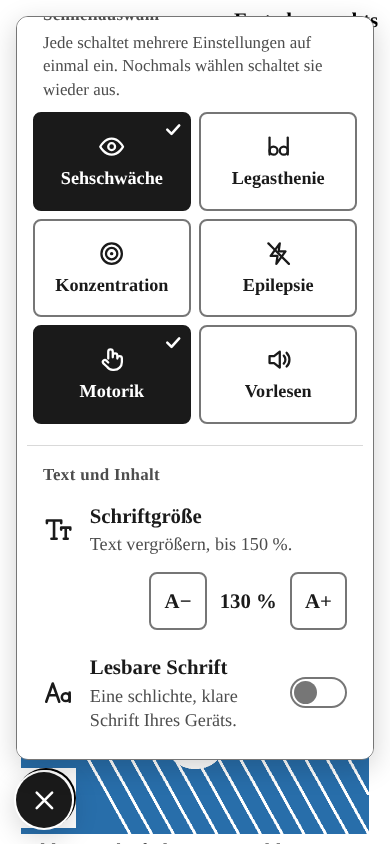 Schnellauswahl
Jede schaltet mehrere Einstellungen auf
einmal ein. Nochmals wählen schaltet sie
wieder aus.
Sehschwäche
Legasthenie
Konzentration
Epilepsie
Motorik
Vorlesen
Text und Inhalt
Schriftgröße
Text vergrößern, bis 150 %.
A−
130 %
A+
Lesbare Schrift
Eine schlichte, klare
Schrift Ihres Geräts.